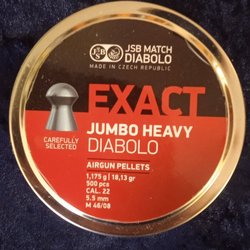 JSB MATCH
DIABOLO
MADE IN CZECH REPUBLIC
EXACT
JUMBO HEAVY
DIABOLO
CAREFULLY
SELECTED
AIRGUN PELLETS
1,175 g | 18,13 gr
500 pcs
CAL. 22
5.5 mm
M 46/08